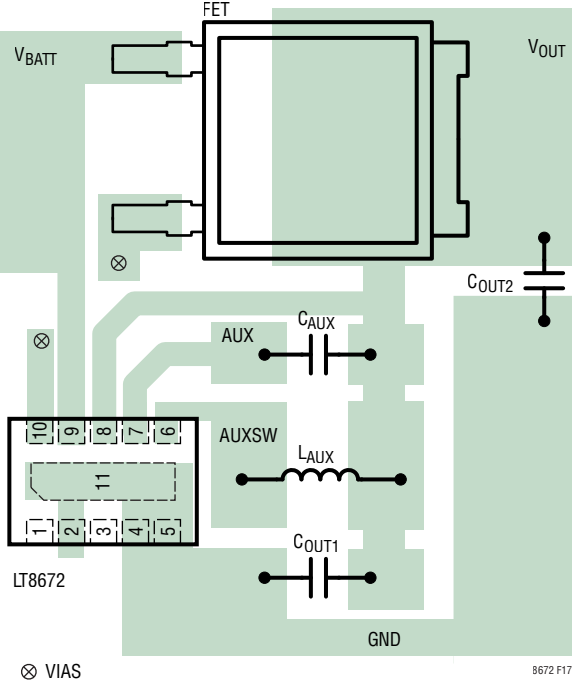 FET
VBATT
VOUT
COUT2
CAUX
AUX
10 9 8 7 6
AUXSW
LAUX
11
1 2 3 4 5
COUT1
LT8672
GND
⊗ VIAS
8672 F17